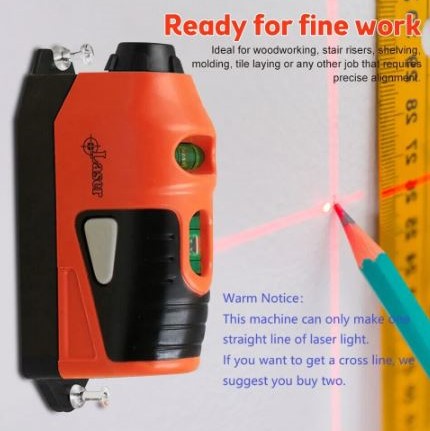 Ready for fine work
Ideal for woodworking, stair risers, shelving,
molding, tile laying or any other job that requires
precise alignment.
Laser
Warm Notice:
This machine can only make one
straight line of laser light.
If you want to get a cross line, we
suggest you buy two.